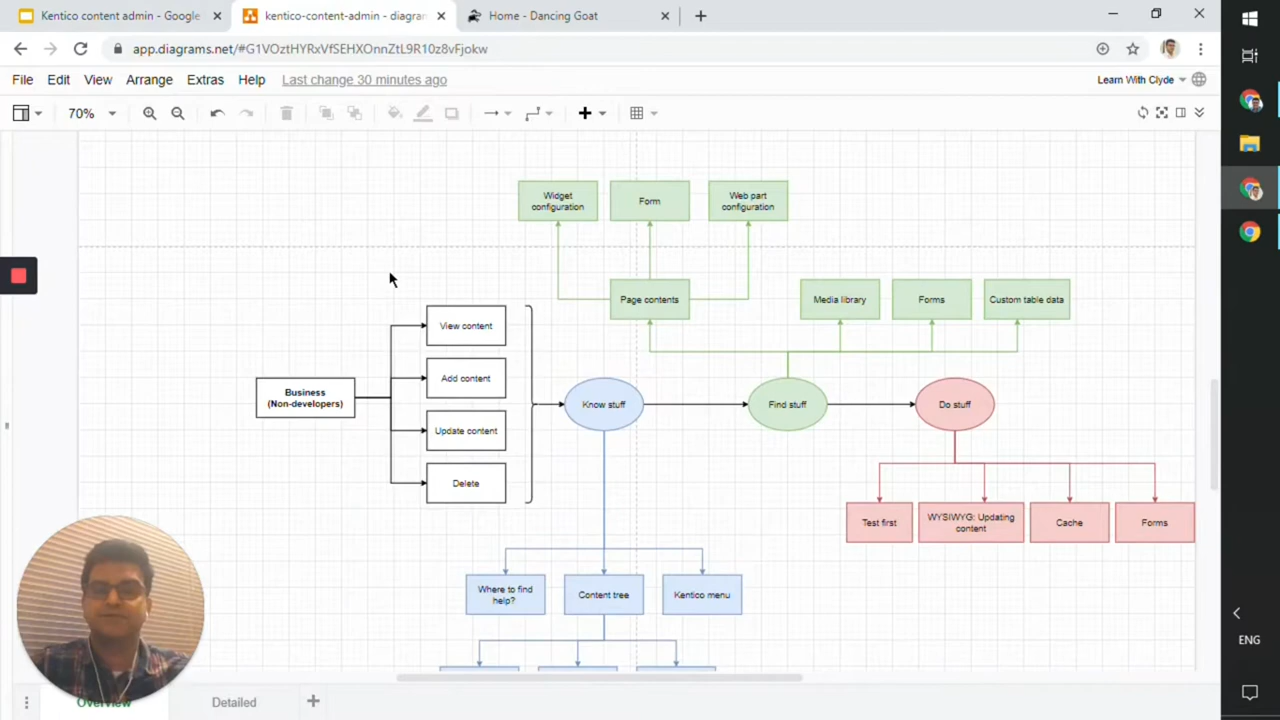 Kentico content admin - Google
kentico-content-admin - diagram
Home - Dancing Goat
app.diagrams.net/#G1VOztHYRxVfSEHXOnnZtL9R10z8vFjokw
File Edit View Arrange Extras Help Last change 30 minutes ago
Learn With Clyde
70%
Widget
configuration
Form
Web part
configuration
Page contents
Media library
Forms
Custom table data
View content
Add content
Business
(Non-developers)
Know stuff
Find stuff
Do stuff
Update content
Delete
Test first
WYSIWYG: Updating
content
Cache
Forms
Where to find
help?
Content tree
Kentico menu
ENG
Overview
Detailed